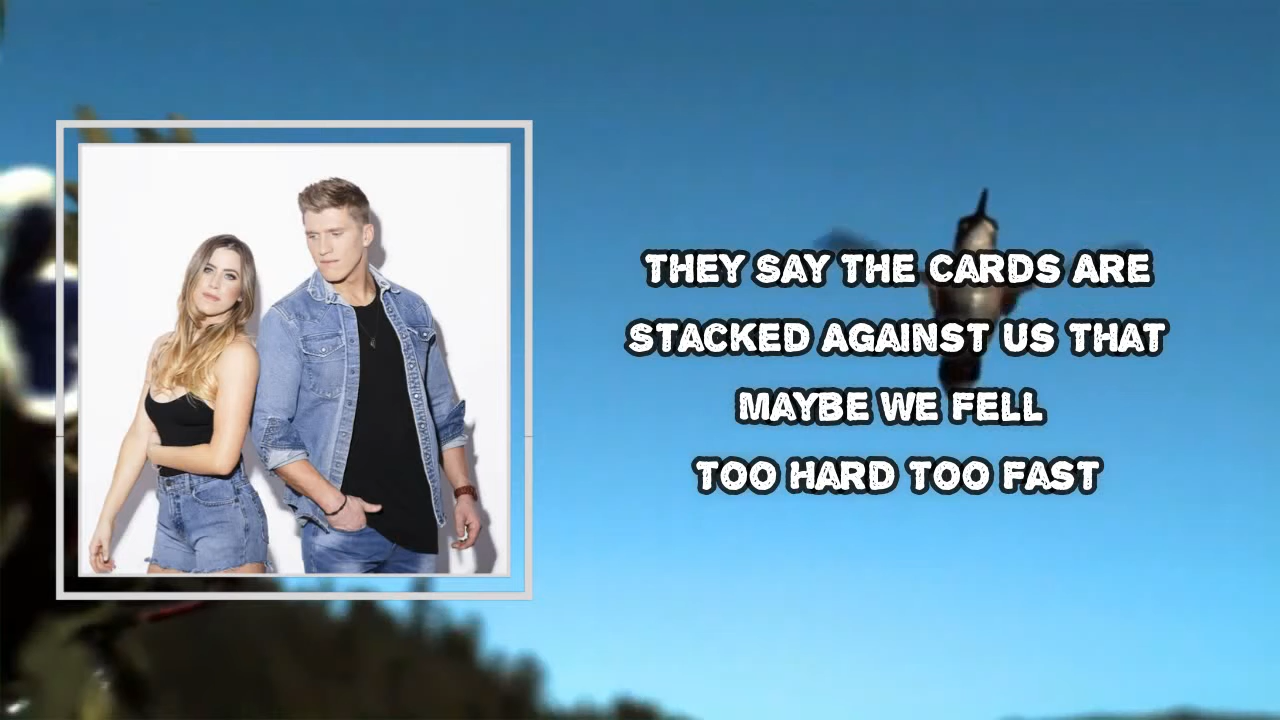 THEY SAY THE CARDS ARE
STACKED AGAINST US THAT
MAYBE WE FELL
TOO HARD TOO FAST